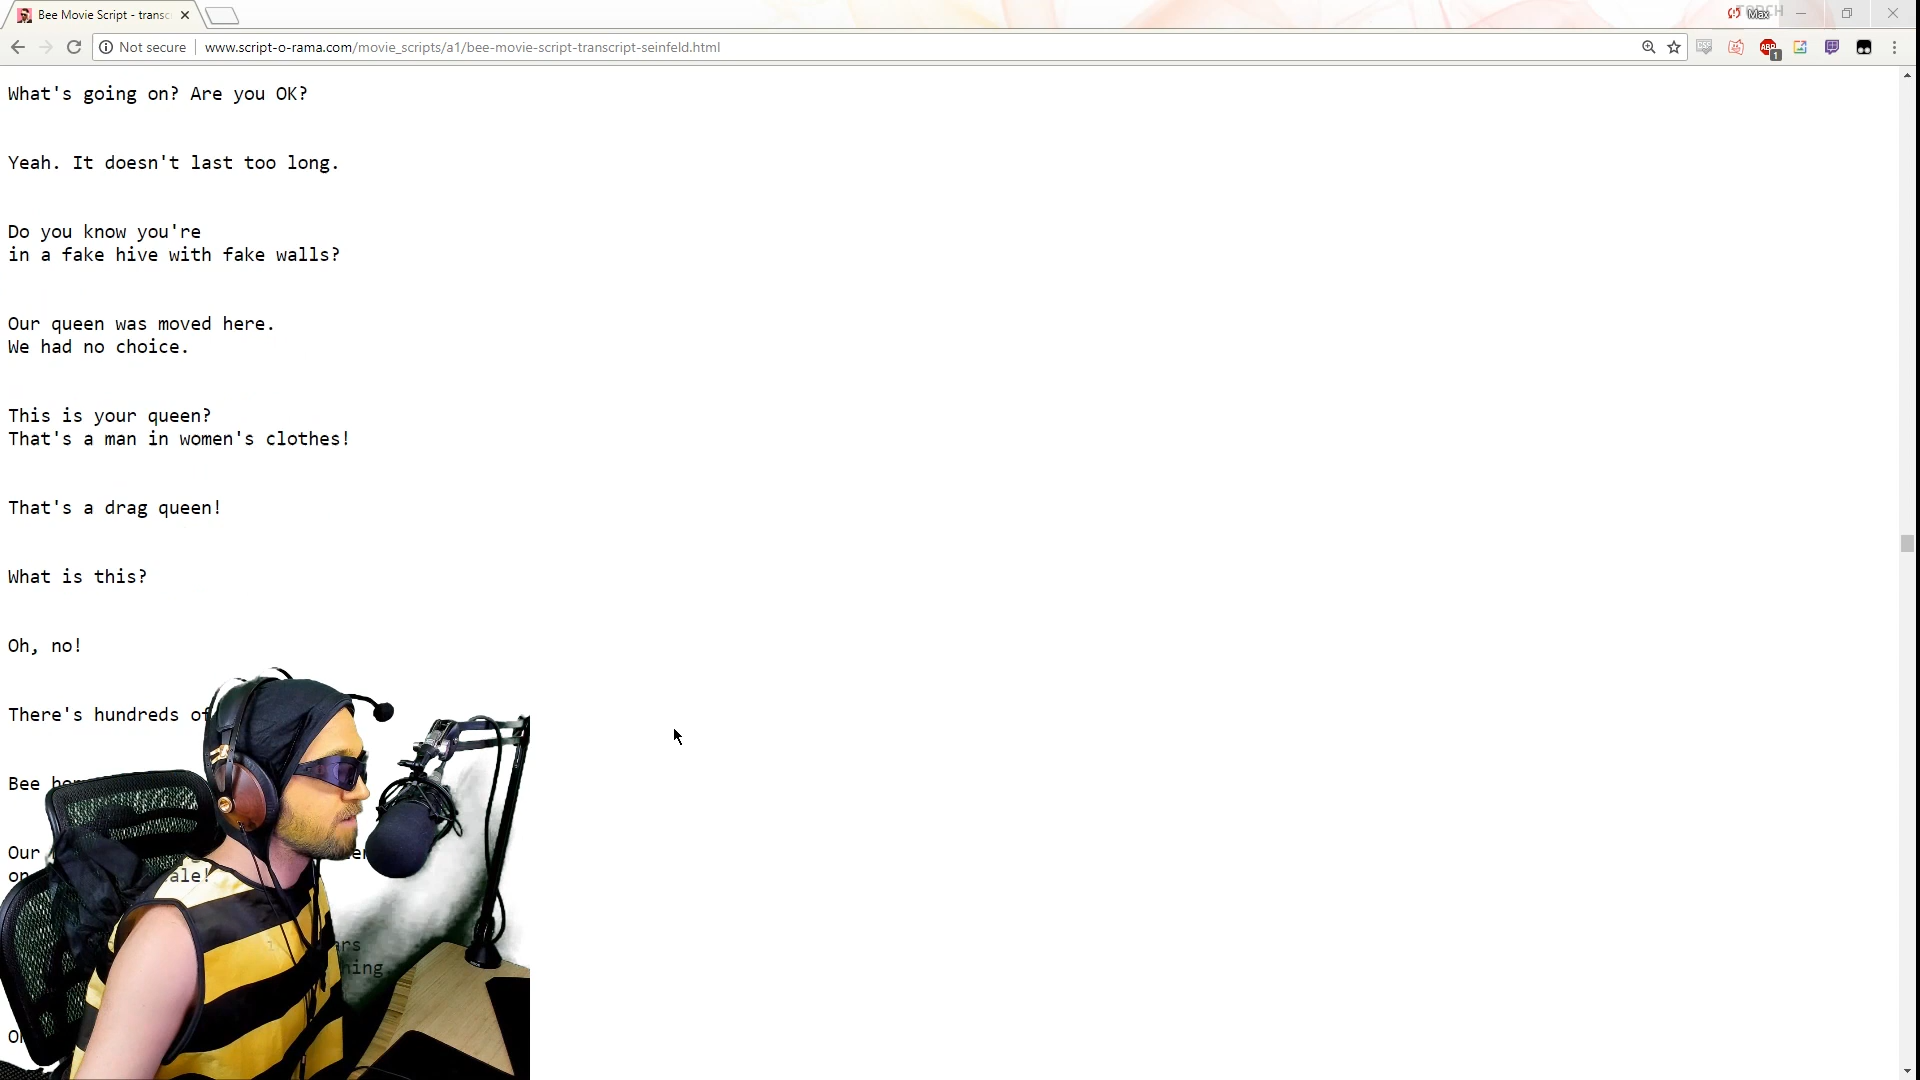 Bee Movie Script - transc
Max
Not secure
www.script-o-rama.com/movie_scripts/a1/bee-movie-script-transcript-seinfeld.html
ABP
1
What's going on? Are you OK?
Yeah. It doesn't last too long.
Do you know you're
in a fake hive with fake walls?
Our queen was moved here.
We had no choice.
This is your queen?
That's a man in women's clothes!
That's a drag queen!
What is this?
Oh, no!
There's hundreds of
Bee
Our